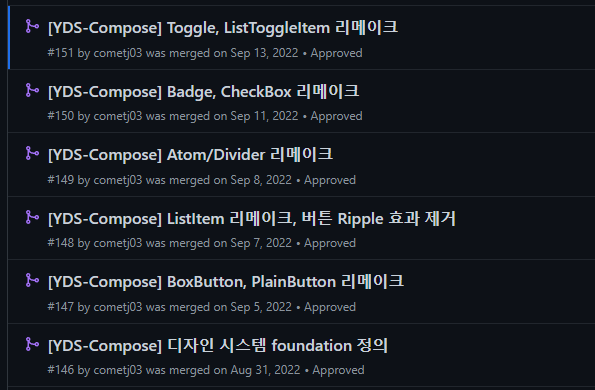 [YDS-Compose] Toggle, ListToggleItem 리메이크
#151 by cometj03 was merged on Sep 13, 2022 • Approved
[YDS-Compose] Badge, CheckBox 리메이크
#150 by cometj03 was merged on Sep 11, 2022 • Approved
[YDS-Compose] Atom/Divider 리메이크
#149 by cometj03 was merged on Sep 8, 2022 • Approved
[YDS-Compose] ListItem 리메이크, 버튼 Ripple 효과 제거
#148 by cometj03 was merged on Sep 7, 2022 • Approved
[YDS-Compose] BoxButton, PlainButton 리메이크
#147 by cometj03 was merged on Sep 5, 2022 • Approved
[YDS-Compose] 디자인 시스템 foundation 정의
#146 by cometj03 was merged on Aug 31, 2022 • Approved